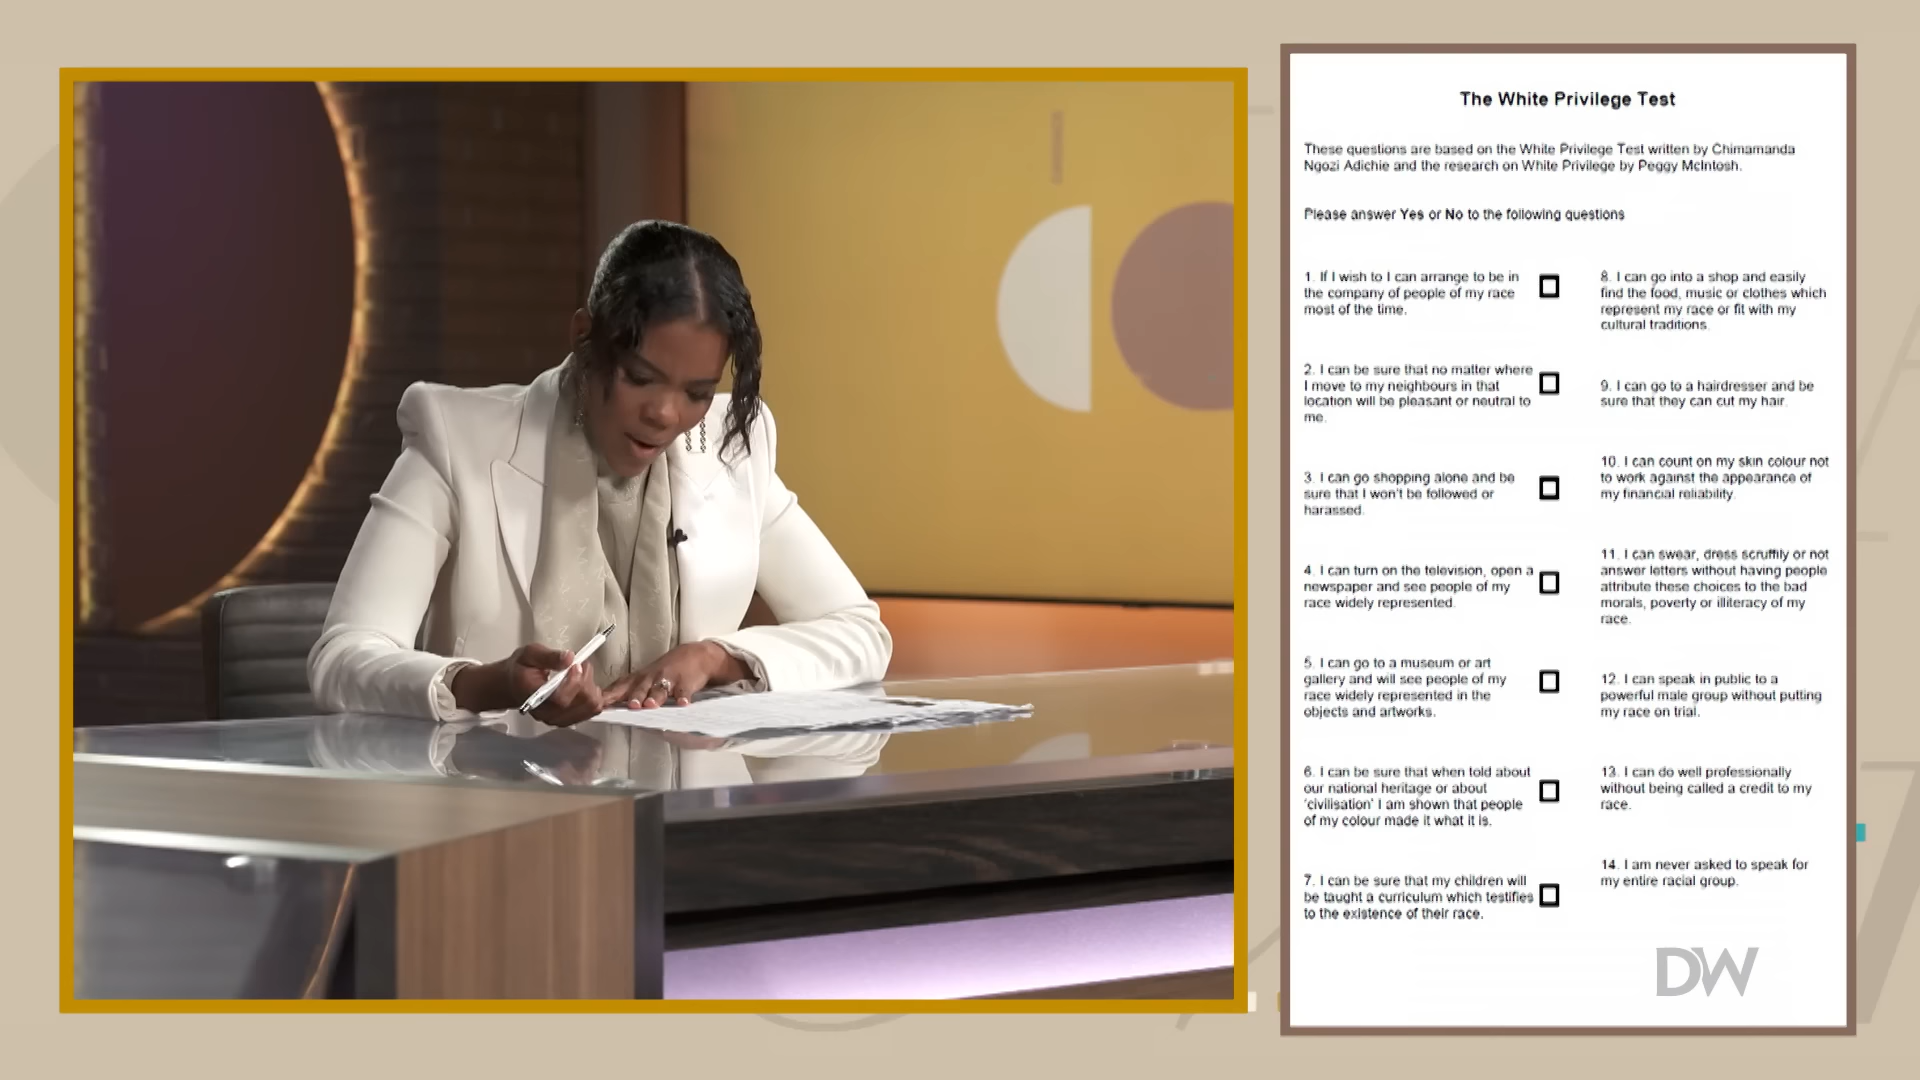 The White Privilege Test
These questions are based on the White Privilege Test written by Chimamanda
Ngozi Adichie and the research on White Privilege by Peggy McIntosh.
Please answer Yes or No to the following questions
1. If I wish to I can arrange to be in
the company of people of my race
most of the time.
2. I can be sure that no matter where
I move to my neighbours in that
location will be pleasant or neutral to
me.
3. I can go shopping alone and be
sure that I won't be followed or
harassed.
4. I can turn on the television, open a
newspaper and see people of my
race widely represented.
5. I can go to a museum or art
gallery and will see people of my
race widely represented in the
objects and artworks.
6. I can be sure that when told about
our national heritage or about
'civilisation' I am shown that people
of my colour made it what it is.
7. I can be sure that my children will
be taught a curriculum which testifies
to the existence of their race.
8. I can go into a shop and easily
find the food, music or clothes which
represent my race or fit with my
cultural traditions.
9. I can go to a hairdresser and be
sure that they can cut my hair.
10. I can count on my skin colour not
to work against the appearance of
my financial reliability.
11. I can swear, dress scruffily or not
answer letters without having people
attribute these choices to the bad
morals, poverty or illiteracy of my
race.
12. I can speak in public to a
powerful male group without putting
my race on trial.
13. I can do well professionally
without being called a credit to my
race.
14. I am never asked to speak for
my entire racial group.
DW